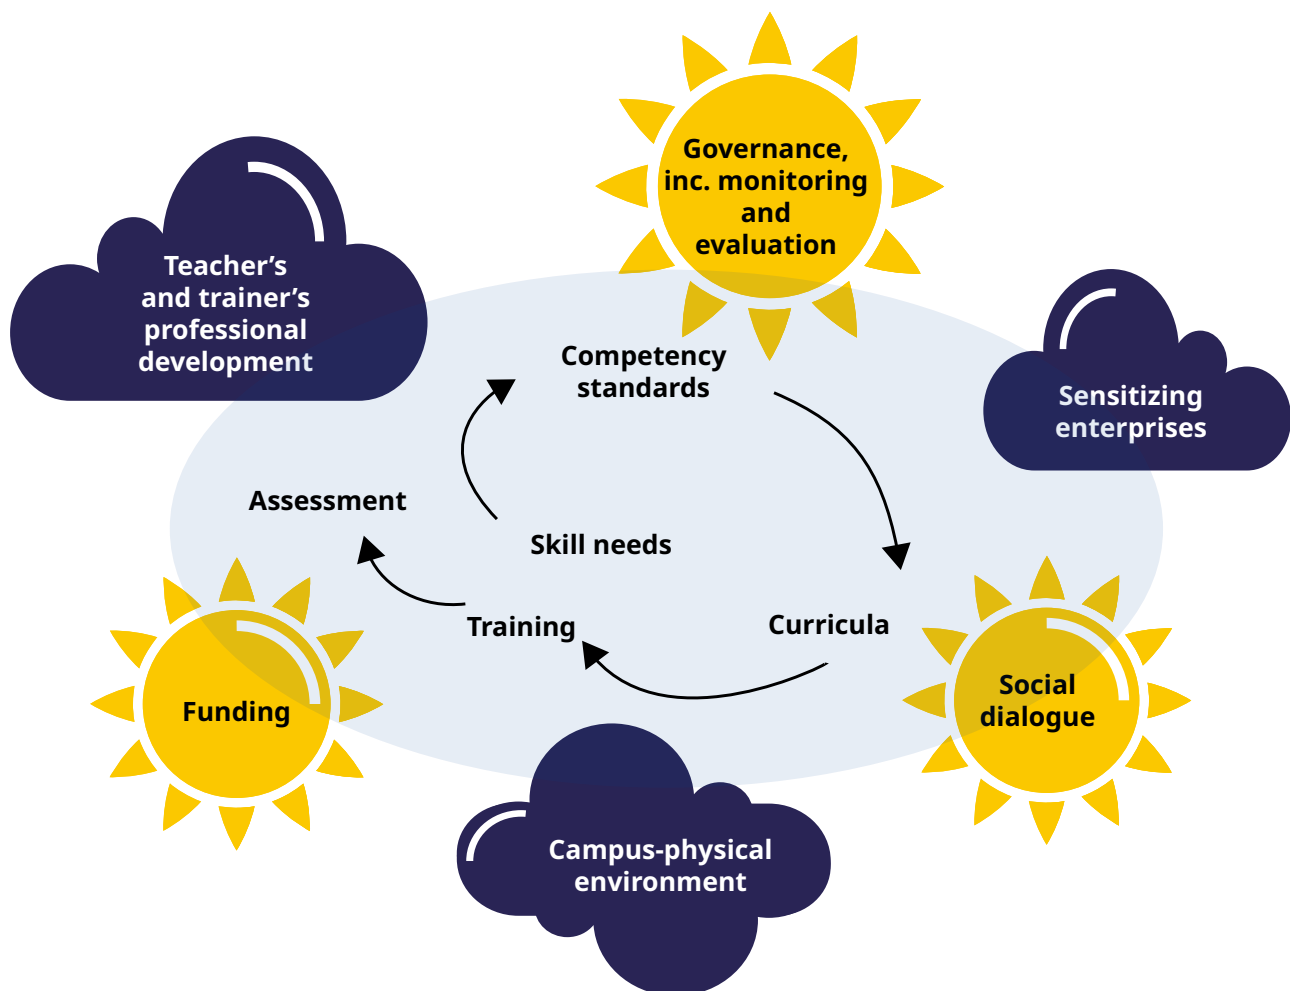 Governance,
inc. monitoring
and
evaluation
Teacher’s
and trainer’s
professional
development
Sensitizing
enterprises
Competency
standards
Assessment
Skill needs
Training
Curricula
Funding
Social
dialogue
Campus-physical
environment